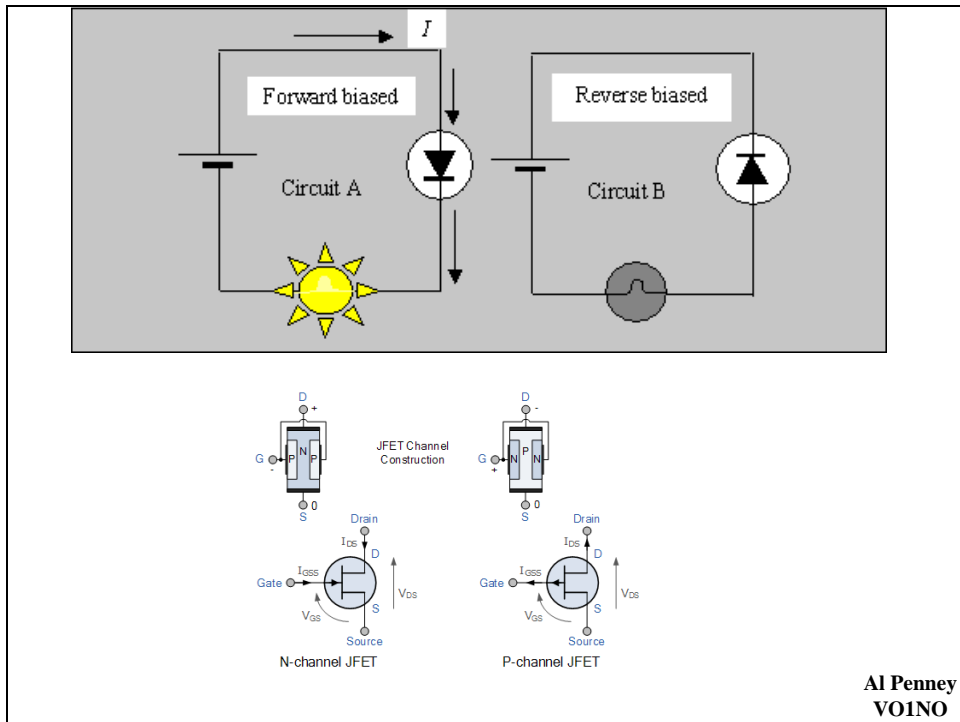 I
Forward biased
Reverse biased
Circuit A
Circuit B
D
+
N
P P
G
-
0
S
JFET Channel
Construction
D
-
P
N N
G
+
0
S
Drain
IDS
D
IGSS
Gate
VDS
VGS
S
Source
N-channel JFET
Drain
IDS
D
IGSS
Gate
VDS
VGS
S
Source
P-channel JFET
Al Penney
VO1NO